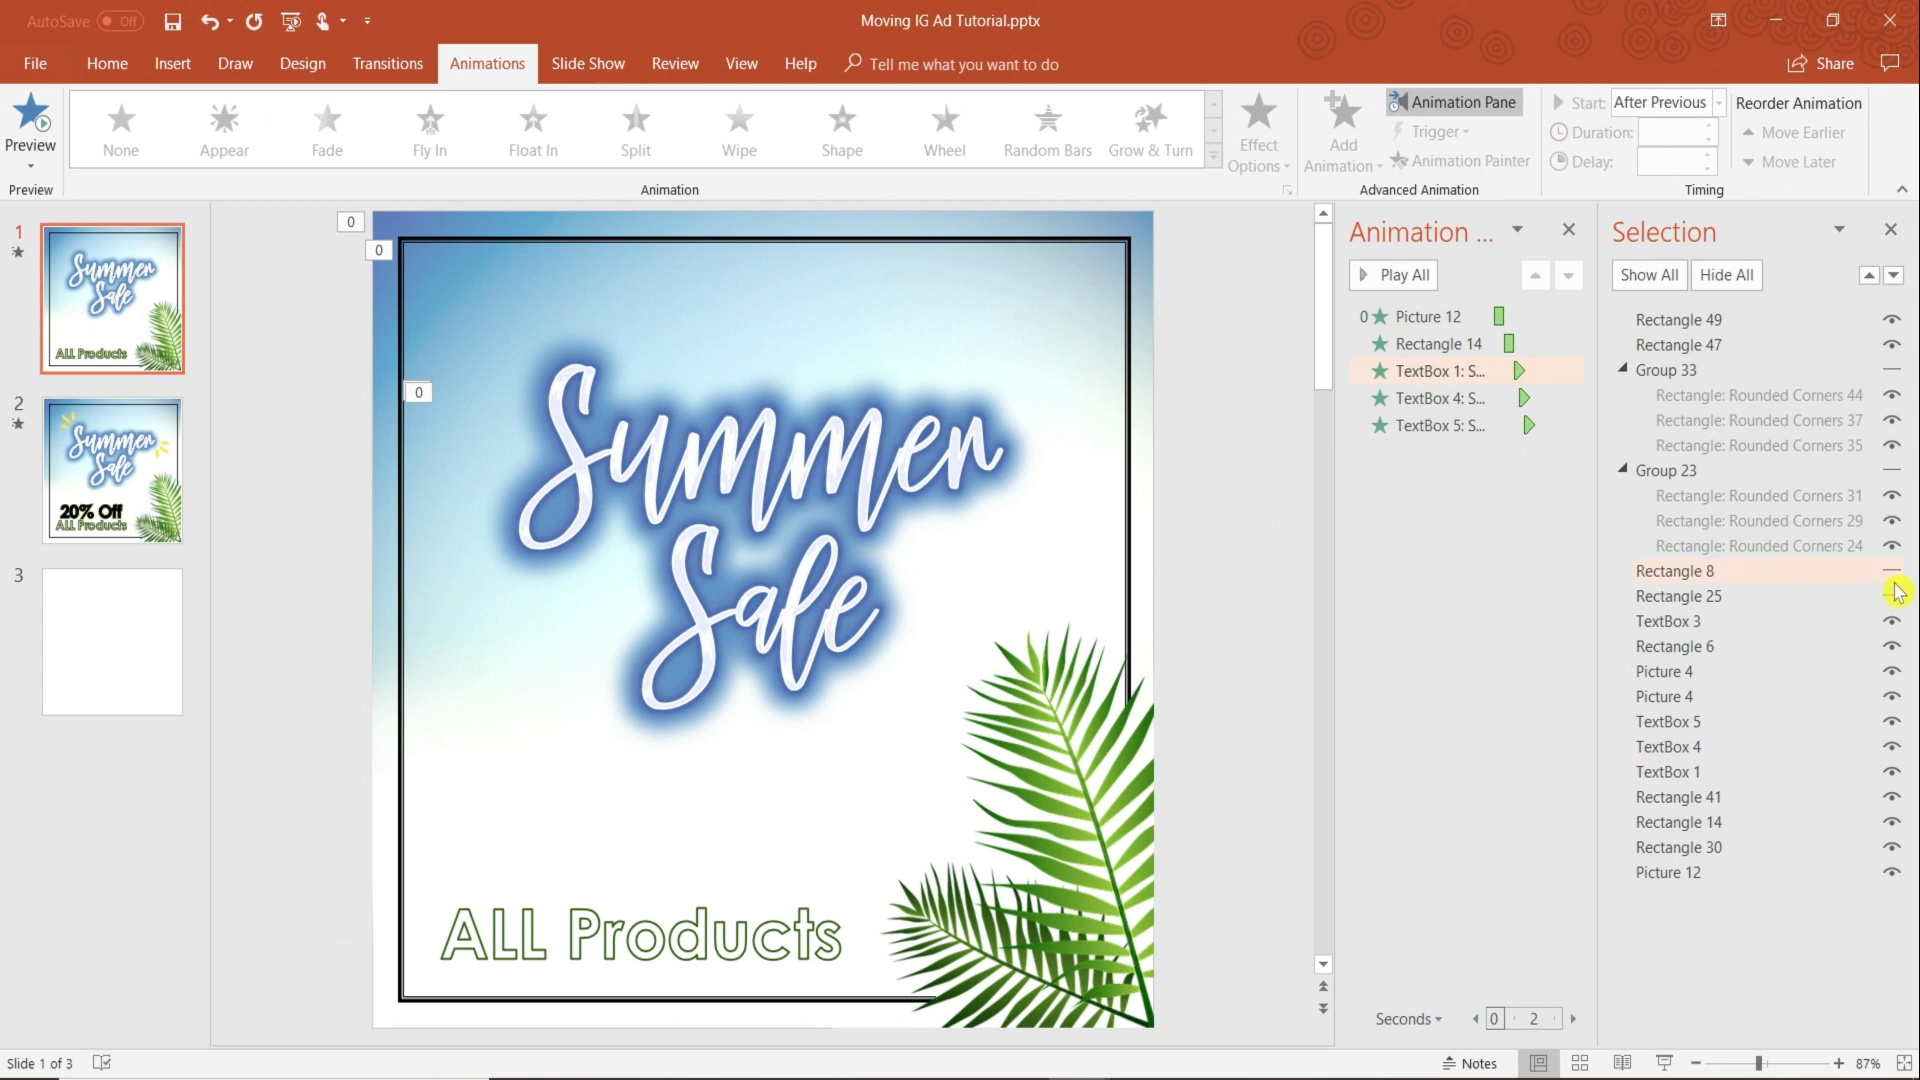 AutoSave Off
Moving IG Ad Tutorial.pptx
File Home Insert Draw Design Transitions Animations Slide Show Review View Help Tell me what you want to do
Share
Preview
None Appear Fade Fly In Float In Split Wipe Shape Wheel Random Bars Grow & Turn
Effect Options
Add Animation
Animation Pane
Trigger
Animation Painter
Start: After Previous
Duration:
Delay:
Reorder Animation
Move Earlier
Move Later
Preview
Animation
Advanced Animation
Timing
1
Summer
Sale
ALL Products
2
Summer
Sale
20% Off
ALL Products
3
0
0
0
Summer
Sale
ALL Products
Animation ...
Play All
0 Picture 12
Rectangle 14
TextBox 1: S...
TextBox 4: S...
TextBox 5: S...
Seconds 0 2
Selection
Show All Hide All
Rectangle 49
Rectangle 47
Group 33
Rectangle: Rounded Corners 44
Rectangle: Rounded Corners 37
Rectangle: Rounded Corners 35
Group 23
Rectangle: Rounded Corners 31
Rectangle: Rounded Corners 29
Rectangle: Rounded Corners 24
Rectangle 8
Rectangle 25
TextBox 3
Rectangle 6
Picture 4
Picture 4
TextBox 5
TextBox 4
TextBox 1
Rectangle 41
Rectangle 14
Rectangle 30
Picture 12
Slide 1 of 3
Notes
87%